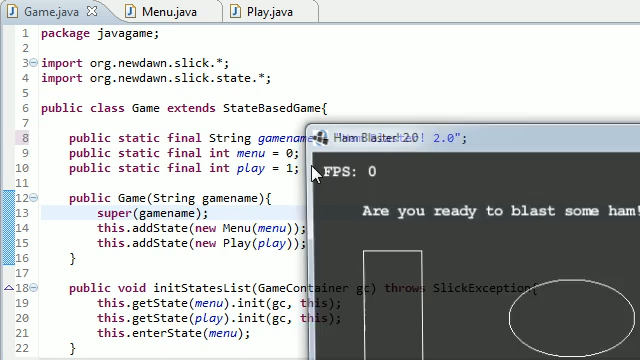 Game.java
Menu.java
Play.java
1 package javagame;
2
3 import org.newdawn.slick.*;
4 import org.newdawn.slick.state.*;
5
6 public class Game extends StateBasedGame{
7
8 public static final String gamename 2.0";
Ham Blaster 2.0
9 public static final int menu = 0;
10 public static final int play = 1;
FPS: 0
11
12 public Game(String gamename){
13 super(gamename);
Are you ready to blast some ham!
14 this.addState(new Menu(menu));
15 this.addState(new Play(play));
16 }
17
18 public void initStatesList(GameContainer gc) throws SlickException{
19 this.getState(menu).init(gc, this);
20 this.getState(play).init(gc, this);
21 this.enterState(menu);
22 }